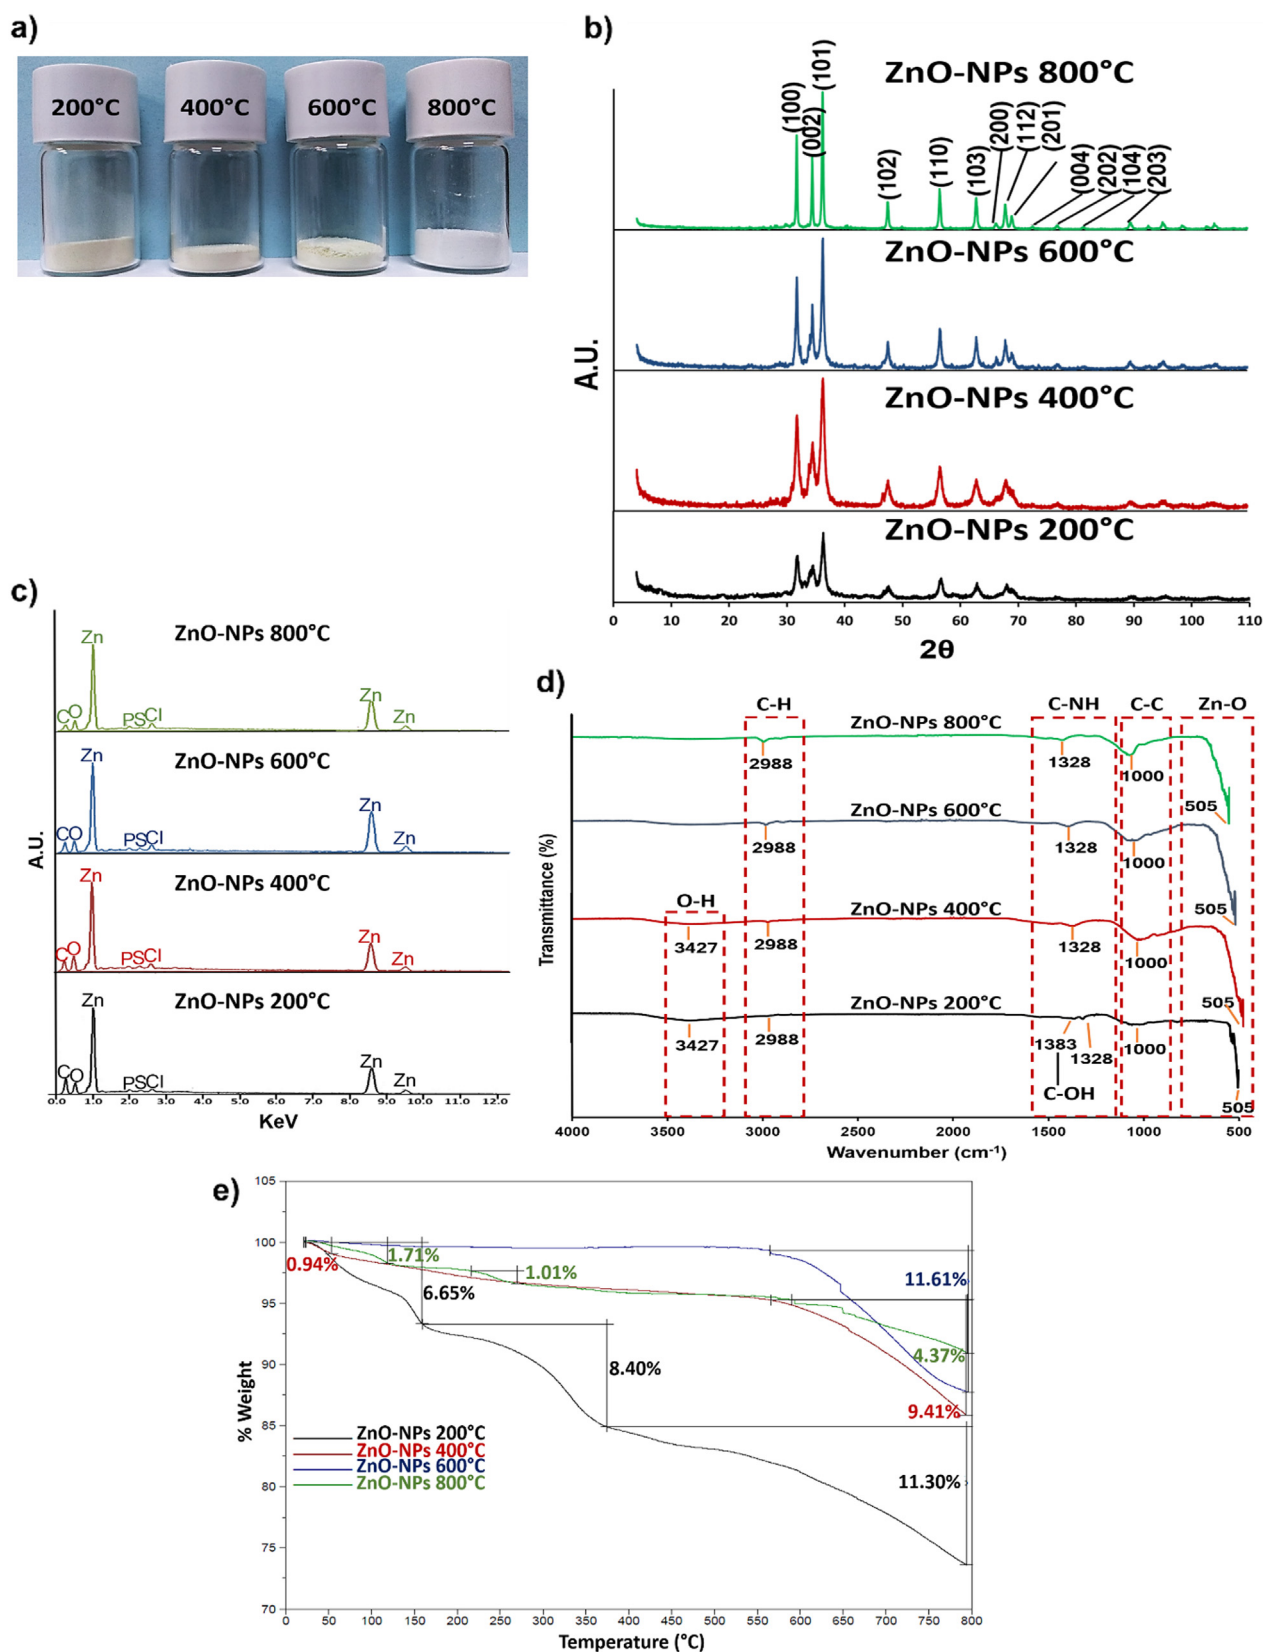 a)
200°C 400°C 600°C 800°C
b)
ZnO-NPs 800°C
(100) (002) (101) (102) (110) (103) (200) (112) (201) (004) (202) (104) (203)
ZnO-NPs 600°C
ZnO-NPs 400°C
ZnO-NPs 200°C
A.U.
0 10 20 30 40 50 60 70 80 90 100 110
2θ
c)
ZnO-NPs 800°C
C O Zn P S Cl Zn Zn
ZnO-NPs 600°C
C O Zn P S Cl Zn Zn
ZnO-NPs 400°C
C O Zn P S Cl Zn Zn
ZnO-NPs 200°C
C O Zn P S Cl Zn Zn
A.U.
0.0 1.0 2.0 3.0 4.0 5.0 6.0 7.0 8.0 9.0 10.0 11.0 12.0
KeV
d)
C-H C-NH C-C Zn-O
ZnO-NPs 800°C
2988 1328 1000 505
ZnO-NPs 600°C
2988 1328 1000 505
O-H
ZnO-NPs 400°C
3427 2988 1328 1000 505
ZnO-NPs 200°C
3427 2988 1383 1328 1000 505
C-OH
Transmittance (%)
4000 3500 3000 2500 2000 1500 1000 500
Wavenumber (cm⁻¹)
e)
105
100
95
90
85
80
75
70
% Weight
0.94% 1.71% 1.01%
6.65%
11.61%
8.40%
4.37%
9.41%
11.30%
ZnO-NPs 200°C
ZnO-NPs 400°C
ZnO-NPs 600°C
ZnO-NPs 800°C
0 50 100 150 200 250 300 350 400 450 500 550 600 650 700 750 800
Temperature (°C)